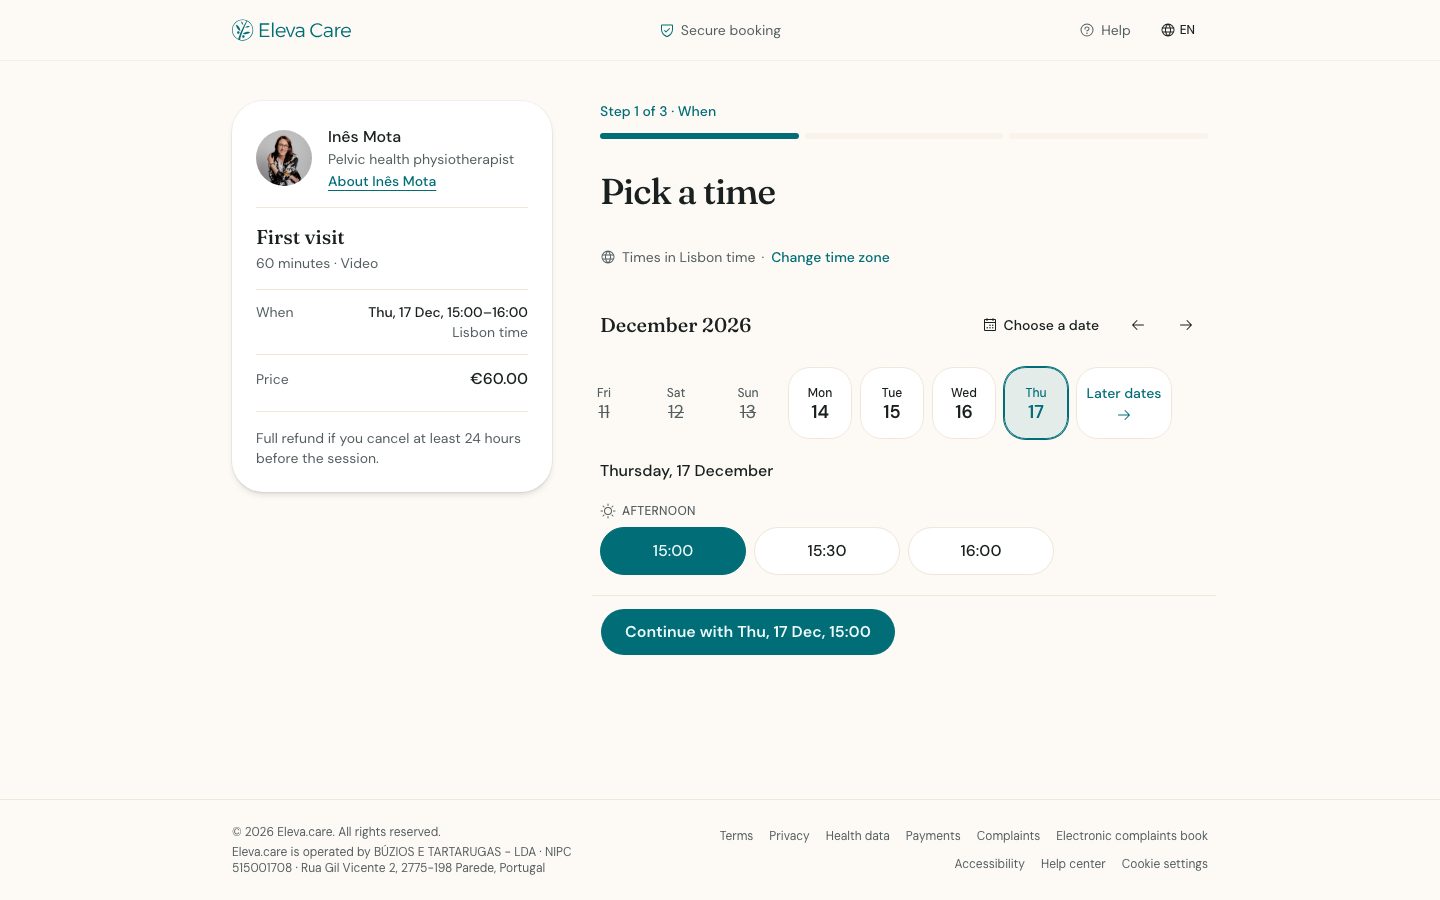 Eleva Care
Secure booking
Help
EN
Inês Mota
Pelvic health physiotherapist
About Inês Mota
First visit
60 minutes · Video
When
Thu, 17 Dec, 15:00–16:00
Lisbon time
Price
€60.00
Full refund if you cancel at least 24 hours
before the session.
Step 1 of 3 · When
Pick a time
Times in Lisbon time · Change time zone
December 2026
Choose a date
Fri
11
Sat
12
Sun
13
Mon
14
Tue
15
Wed
16
Thu
17
Later dates
Thursday, 17 December
AFTERNOON
15:00
15:30
16:00
Continue with Thu, 17 Dec, 15:00
© 2026 Eleva.care. All rights reserved.
Eleva.care is operated by BÚZIOS E TARTARUGAS - LDA · NIPC
515001708 · Rua Gil Vicente 2, 2775-198 Parede, Portugal
Terms Privacy Health data Payments Complaints Electronic complaints book
Accessibility Help center Cookie settings